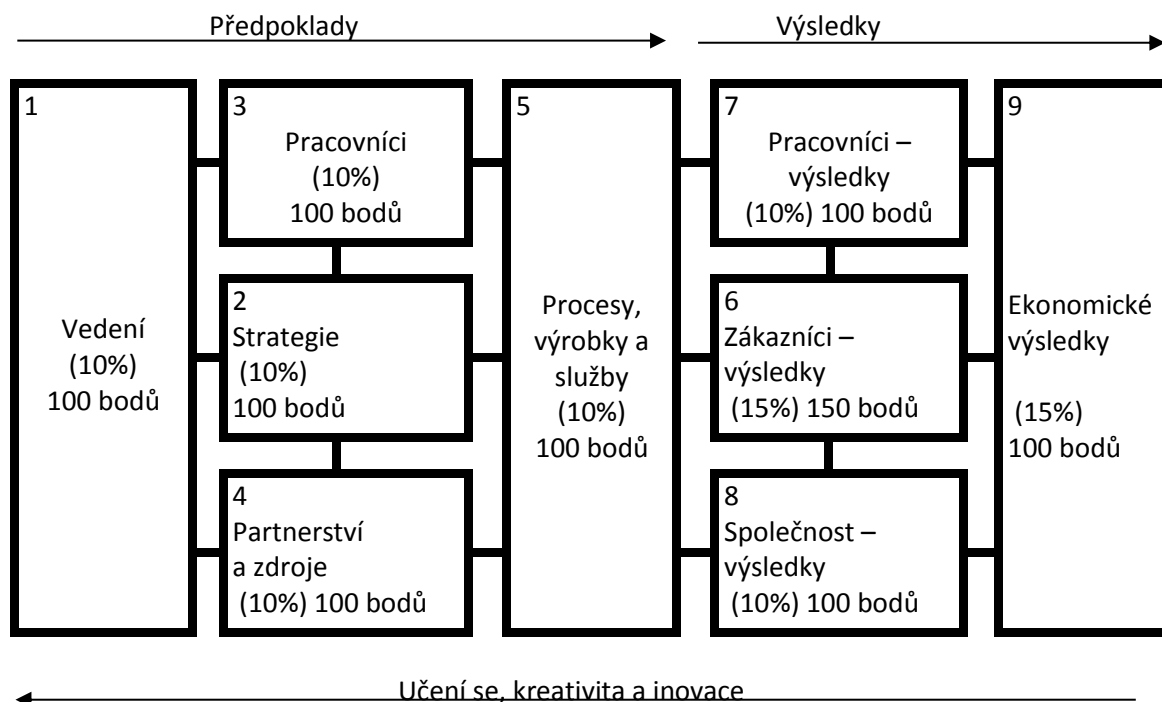 Předpoklady
Výsledky
1
Vedení
(10%)
100 bodů
3
Pracovníci
(10%)
100 bodů
2
Strategie
(10%)
100 bodů
4
Partnerství
a zdroje
(10%) 100 bodů
5
Procesy,
výrobky a
služby
(10%)
100 bodů
7
Pracovníci –
výsledky
(10%) 100 bodů
6
Zákazníci –
výsledky
(15%) 150 bodů
8
Společnost –
výsledky
(10%) 100 bodů
9
Ekonomické
výsledky
(15%)
100 bodů
Učení se, kreativita a inovace